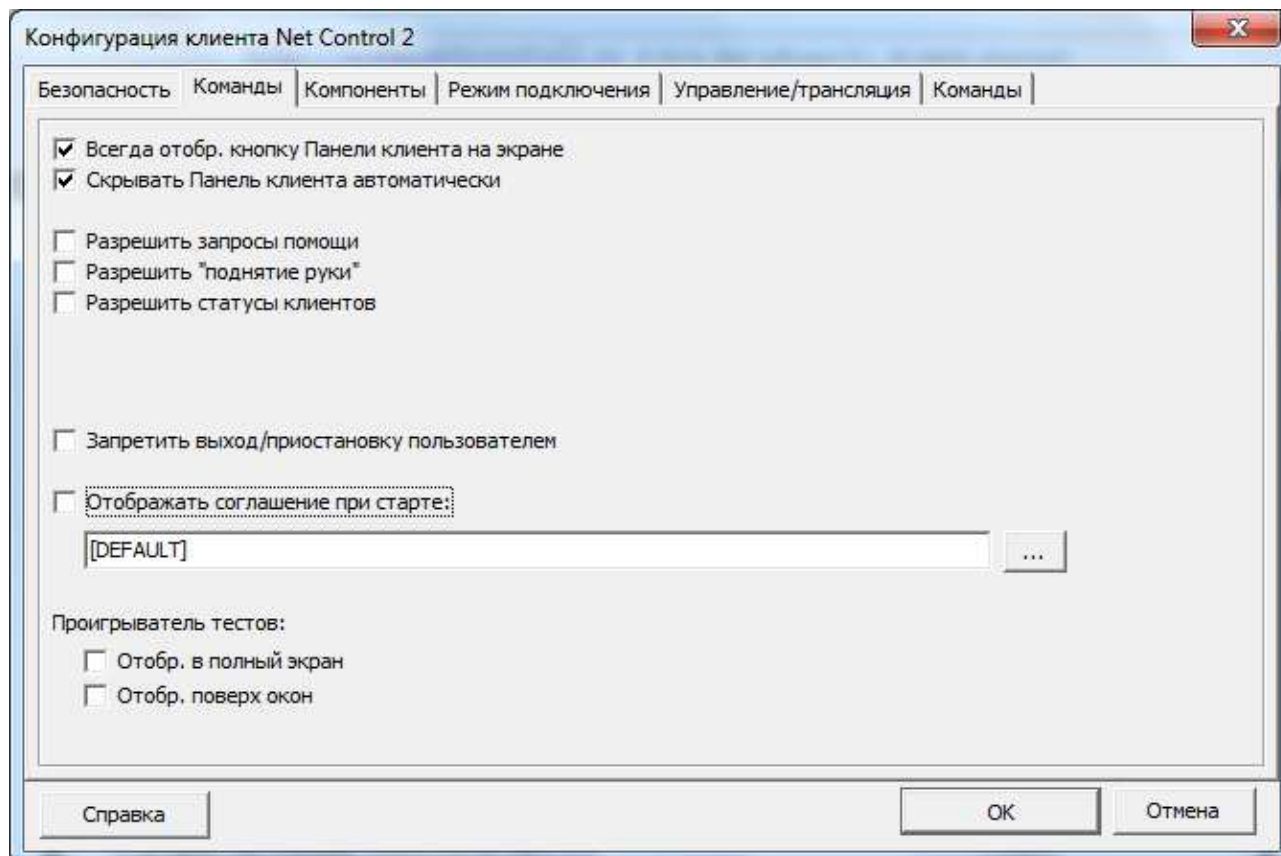 Конфигурация клиента Net Control 2
Безопасность Команды Компоненты Режим подключения Управление/трансляция Команды
Всегда отобр. кнопку Панели клиента на экране
Скрывать Панель клиента автоматически
Разрешить запросы помощи
Разрешить "поднятие руки"
Разрешить статусы клиентов
Запретить выход/приостановку пользователем
Отображать соглашение при старте:
[DEFAULT] ...
Проигрыватель тестов:
Отобр. в полный экран
Отобр. поверх окон
Справка OK Отмена